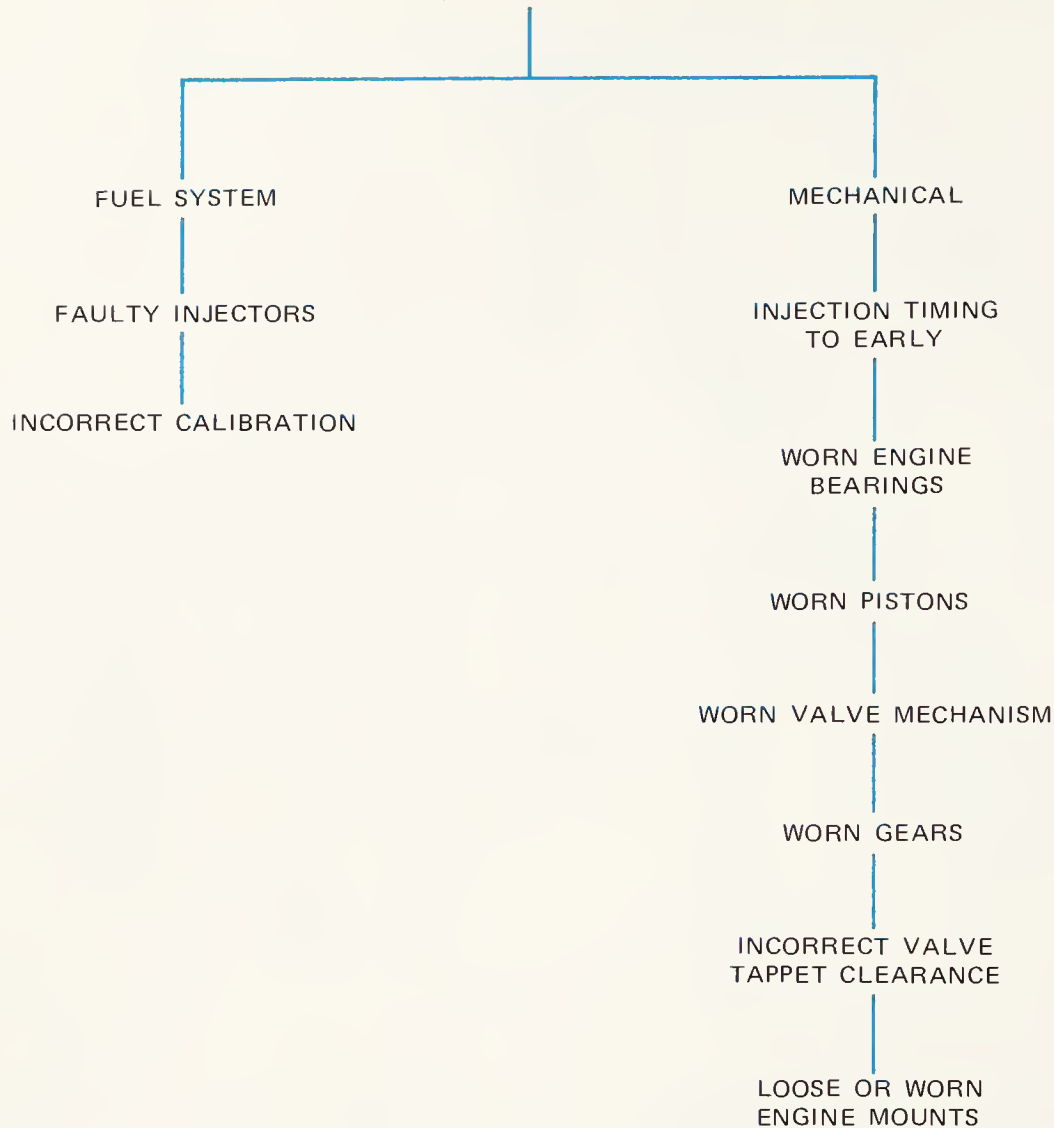 FUEL SYSTEM
FAULTY INJECTORS
INCORRECT CALIBRATION
MECHANICAL
INJECTION TIMING
TO EARLY
WORN ENGINE
BEARINGS
WORN PISTONS
WORN VALVE MECHANISM
WORN GEARS
INCORRECT VALVE
TAPPET CLEARANCE
LOOSE OR WORN
ENGINE MOUNTS